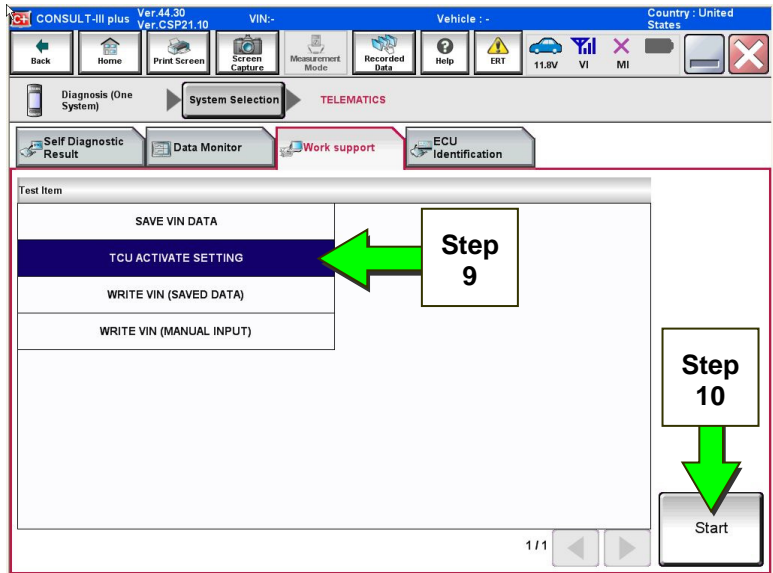 C+ CONSULT-III plus Ver.44.30 VIN:- Vehicle : - Country : United
Ver.CSP21.10 States
Back Home Print Screen Screen Capture Measurement Mode Recorded Data Help ERT 11.8V VI MI
Diagnosis (One System) System Selection TELEMATICS
Self Diagnostic Result Data Monitor Work support ECU Identification
Test Item
SAVE VIN DATA
TCU ACTIVATE SETTING
WRITE VIN (SAVED DATA)
WRITE VIN (MANUAL INPUT)
Step
9
Step
10
Start
1/1